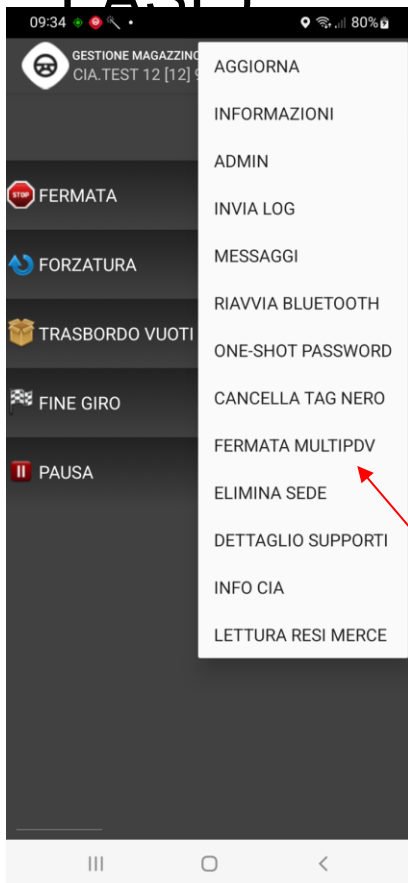 09:34
80%
GESTIONE MAGAZZINO
CIA.TEST 12 [12]
STOP
FERMATA
FORZATURA
TRASBORDO VUOTI
FINE GIRO
PAUSA
AGGIORNA
INFORMAZIONI
ADMIN
INVIA LOG
MESSAGGI
RIAVVIA BLUETOOTH
ONE-SHOT PASSWORD
CANCELLA TAG NERO
FERMATA MULTIPDV
ELIMINA SEDE
DETTAGLIO SUPPORTI
INFO CIA
LETTURA RESI MERCE